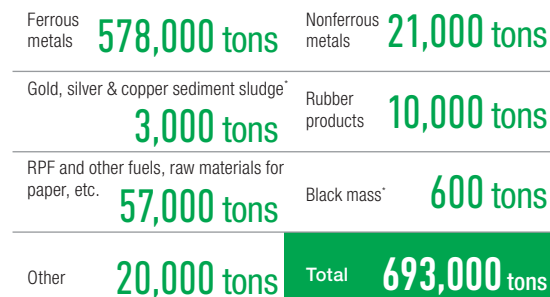 Ferrous
metals 578,000 tons
Nonferrous
metals 21,000 tons
Gold, silver & copper sediment sludge*
3,000 tons
Rubber
products 10,000 tons
RPF and other fuels, raw materials for
paper, etc. 57,000 tons
Black mass* 600 tons
Other 20,000 tons
Total 693,000 tons